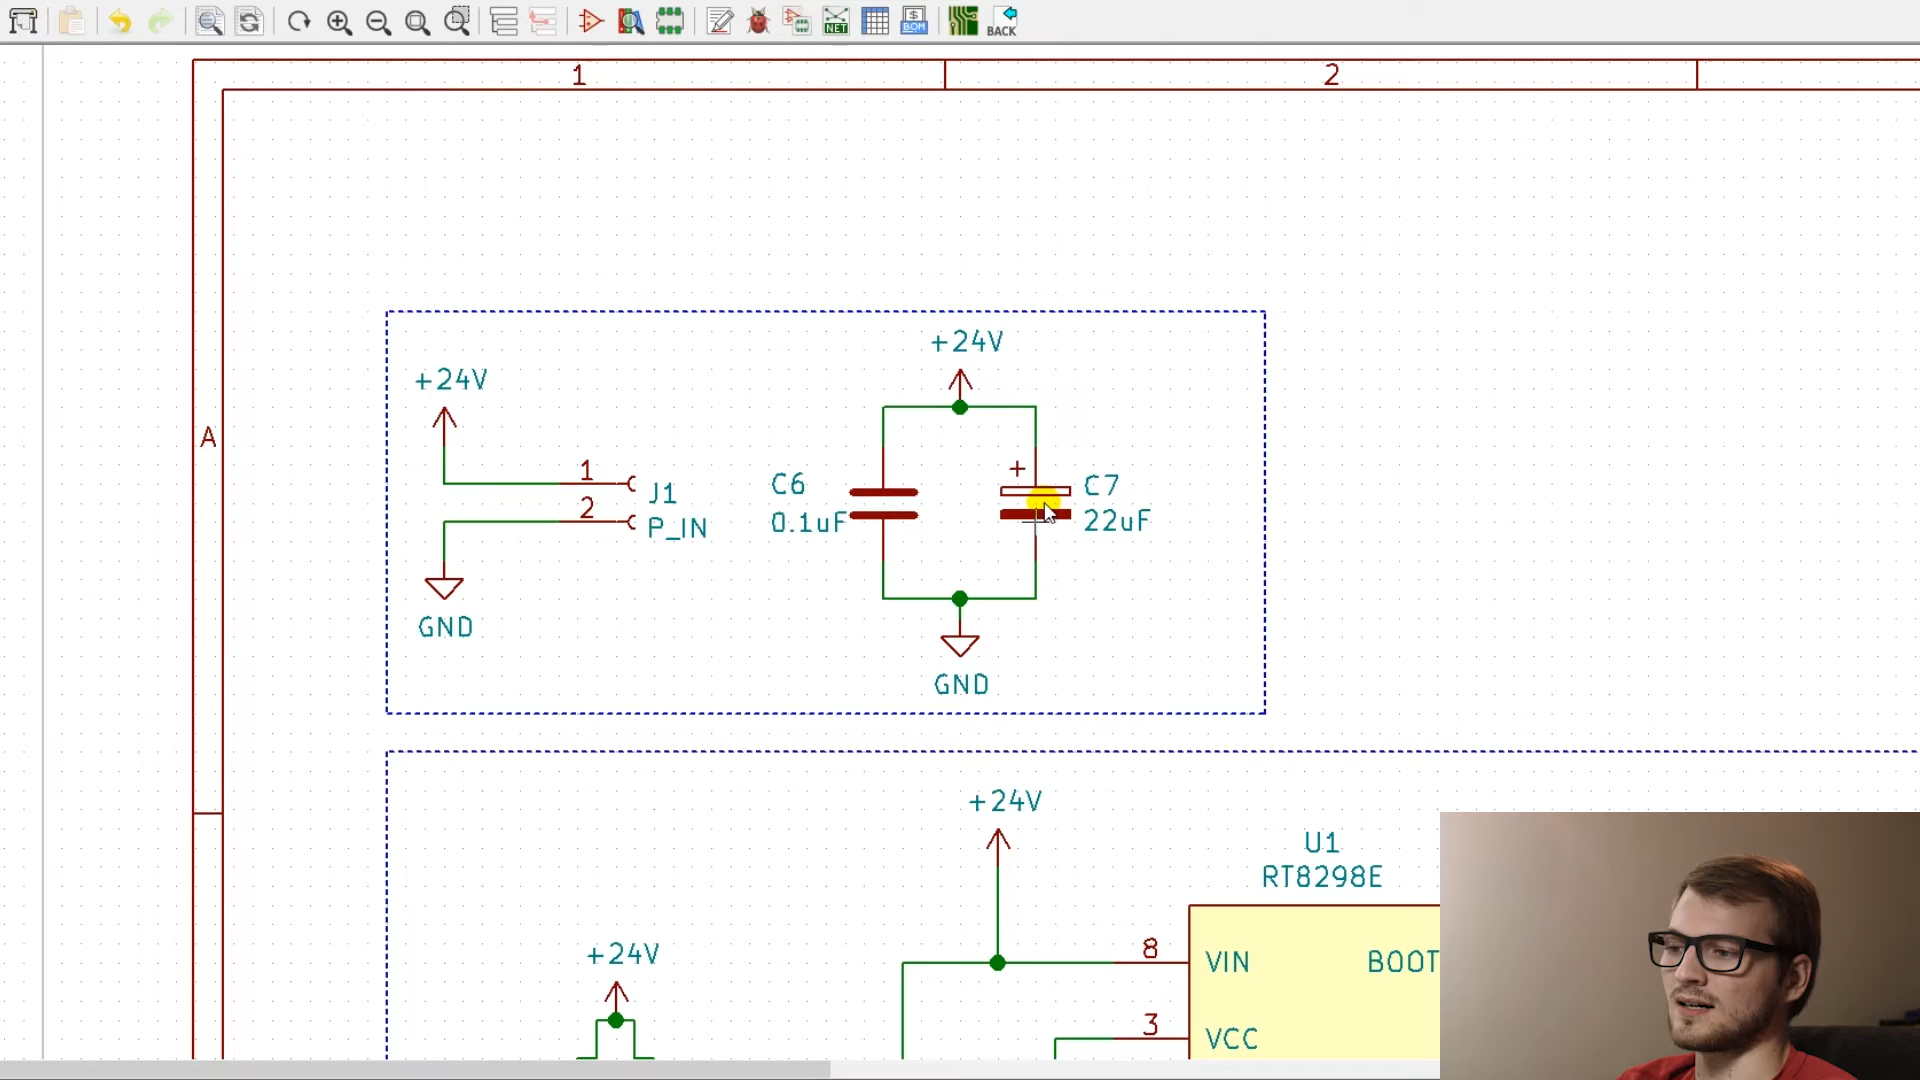 NET
$
BOM
BACK
1 2
A
+24V
+24V
1
2
J1
P_IN
GND
C6
0.1uF
+
C7
22uF
GND
+24V
+24V
U1
RT8298E
8
VIN
BOOT
3
VCC